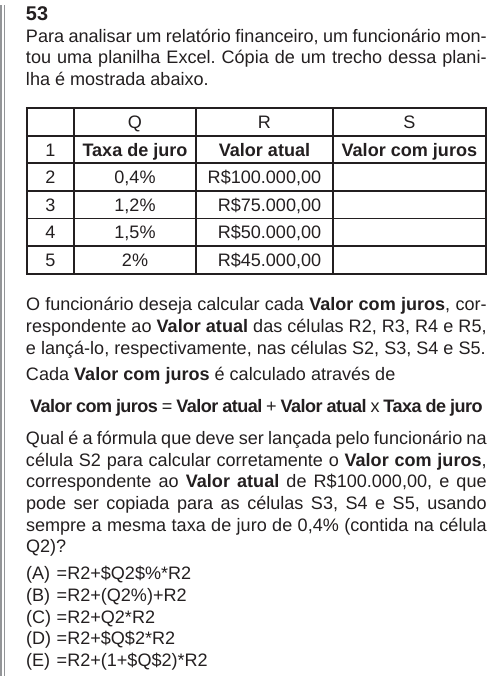 53
Para analisar um relatório financeiro, um funcionário mon-
tou uma planilha Excel. Cópia de um trecho dessa plani-
lha é mostrada abaixo.
Q R S
1 Taxa de juro Valor atual Valor com juros
2 0,4% R$100.000,00
3 1,2% R$75.000,00
4 1,5% R$50.000,00
5 2% R$45.000,00
O funcionário deseja calcular cada Valor com juros, cor-
respondente ao Valor atual das células R2, R3, R4 e R5,
e lançá-lo, respectivamente, nas células S2, S3, S4 e S5.
Cada Valor com juros é calculado através de
Valor com juros = Valor atual + Valor atual x Taxa de juro
Qual é a fórmula que deve ser lançada pelo funcionário na
célula S2 para calcular corretamente o Valor com juros,
correspondente ao Valor atual de R$100.000,00, e que
pode ser copiada para as células S3, S4 e S5, usando
sempre a mesma taxa de juro de 0,4% (contida na célula
Q2)?
(A) =R2+$Q2$%*R2
(B) =R2+(Q2%)+R2
(C) =R2+Q2*R2
(D) =R2+$Q$2*R2
(E) =R2+(1+$Q$2)*R2